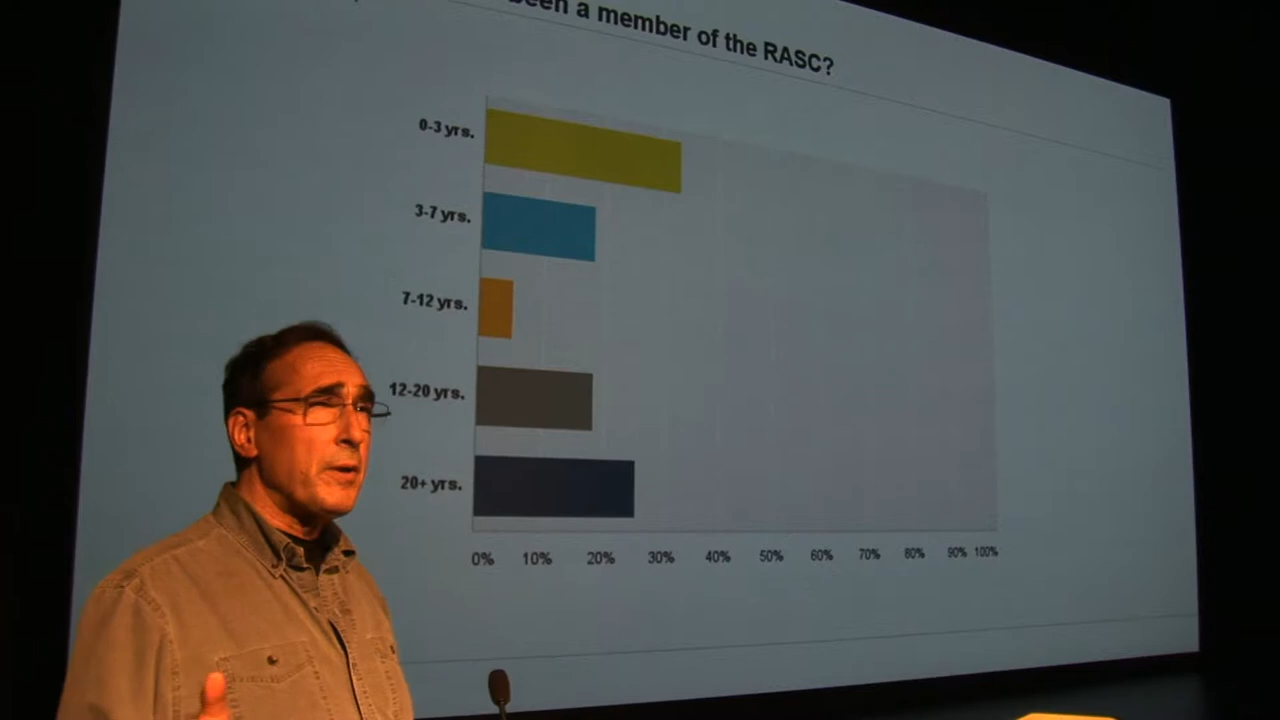 been a member of the RASC?
0-3 yrs.
3-7 yrs.
7-12 yrs.
12-20 yrs.
20+ yrs.
0% 10% 20% 30% 40% 50% 60% 70% 80% 90% 100%